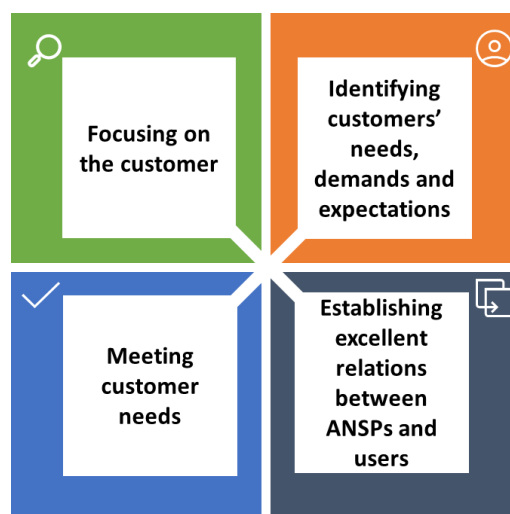 Focusing on
the customer
Identifying
customers’
needs,
demands and
expectations
Meeting
customer
needs
Establishing
excellent
relations
between
ANSPs and
users